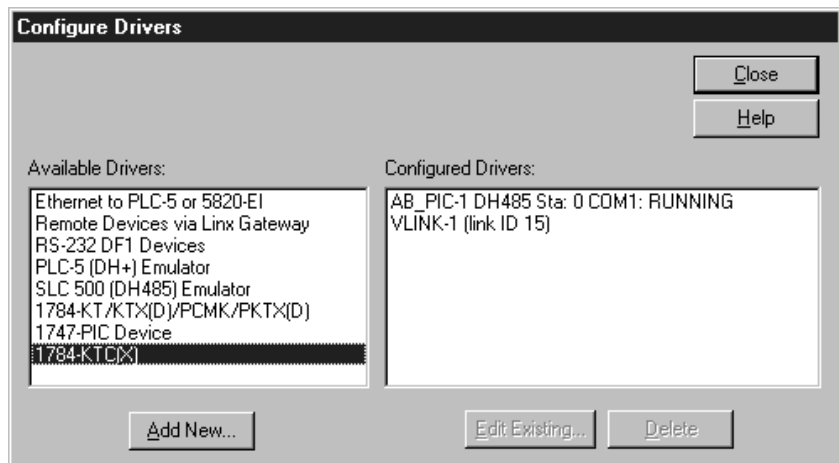 Configure Drivers
Close
Help
Available Drivers:
Ethernet to PLC-5 or 5820-EI
Remote Devices via Linx Gateway
RS-232 DF1 Devices
PLC-5 (DH+) Emulator
SLC 500 (DH485) Emulator
1784-KT/KTX(D)/PCMK/PKTX(D)
1747-PIC Device
1784-KTC(X)
Add New...
Configured Drivers:
AB_PIC-1 DH485 Sta: 0 COM1: RUNNING
VLINK-1 (link ID 15)
Edit Existing...
Delete